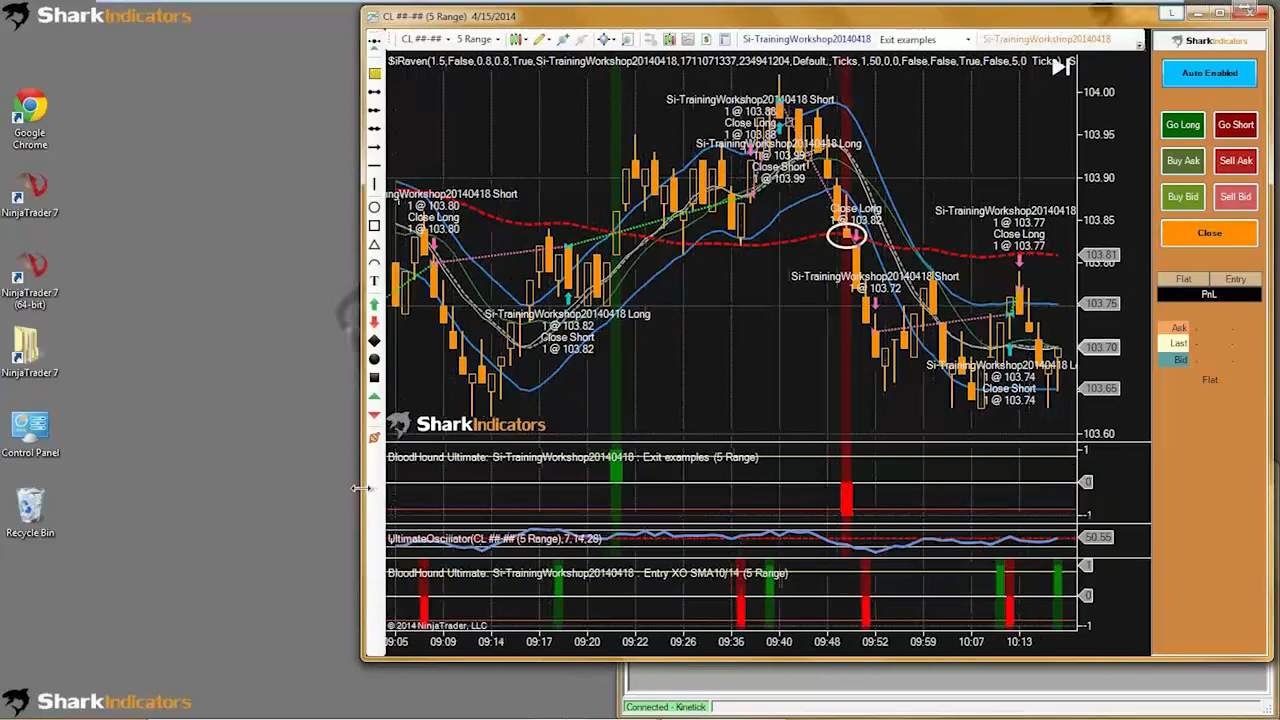 SharkIndicators
Google
Chrome
NinjaTrader 7
NinjaTrader 7
(64-bit)
NinjaTrader 7
Control Panel
Recycle Bin
SharkIndicators
CL ##-## (5 Range)  4/15/2014
L
CL ##-##
5 Range
Si-TrainingWorkshop20140418
Exit examples
Si-TrainingWorkshop20140418
SiRaven(1.5,False,0.8,0.8,True,Si-TrainingWorkshop20140418,1711071337,234941204,Default,,Ticks,1.50,0,0,False,False,True,False,5,0
T
Si-TrainingWorkshop20140418 Short
1 @ 103.88
Close Long
1 @ 103.88
Si-TrainingWorkshop20140418 Long
1 @ 103.99
Close Short
1 @ 103.99
ngWorkshop20140418 Short
1 @ 103.80
Close Long
1 @ 103.80
Close Long
1 @ 103.82
Si-TrainingWorkshop20140418
1 @ 103.77
Close Long
1 @ 103.77
Si-TrainingWorkshop20140418 Short
1 @ 103.72
Si-TrainingWorkshop20140418 Long
1 @ 103.82
Close Short
1 @ 103.82
Si-TrainingWorkshop20140418 L
1 @ 103.74
Close Short
1 @ 103.74
SharkIndicators
104.00
103.95
103.90
103.85
103.81
103.80
103.75
103.70
103.65
103.60
BloodHound Ultimate: Si-TrainingWorkshop20140418 : Exit examples (5 Range)
1
0
-1
UltimateOscillator(CL ##-## (5 Range),7,14,28)
50.55
BloodHound Ultimate: Si-TrainingWorkshop20140418 : Entry XO SMA10/14 (5 Range)
1
0
-1
© 2014 NinjaTrader, LLC
09:05 09:09 09:14 09:17 09:20 09:22 09:26 09:36 09:40 09:48 09:52 09:59 10:07 10:13
SharkIndicators
Auto Enabled
Go Long Go Short
Buy Ask Sell Ask
Buy Bid Sell Bid
Close
Flat Entry
PnL
Ask - -
Last - -
Bid - -
Flat
Connected - Kinetick